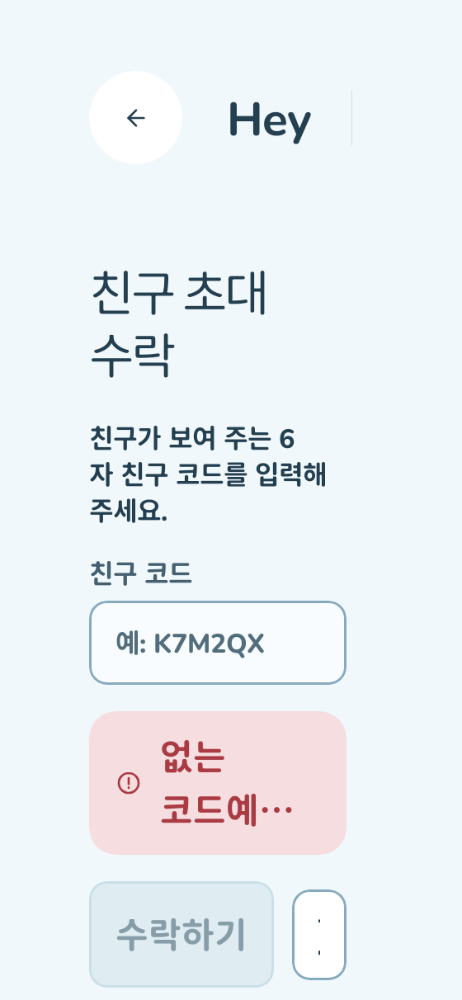 Hey
친구 초대
수락
친구가 보여 주는 6
자 친구 코드를 입력해
주세요.
친구 코드
예: K7M2QX
없는
코드예…
수락하기